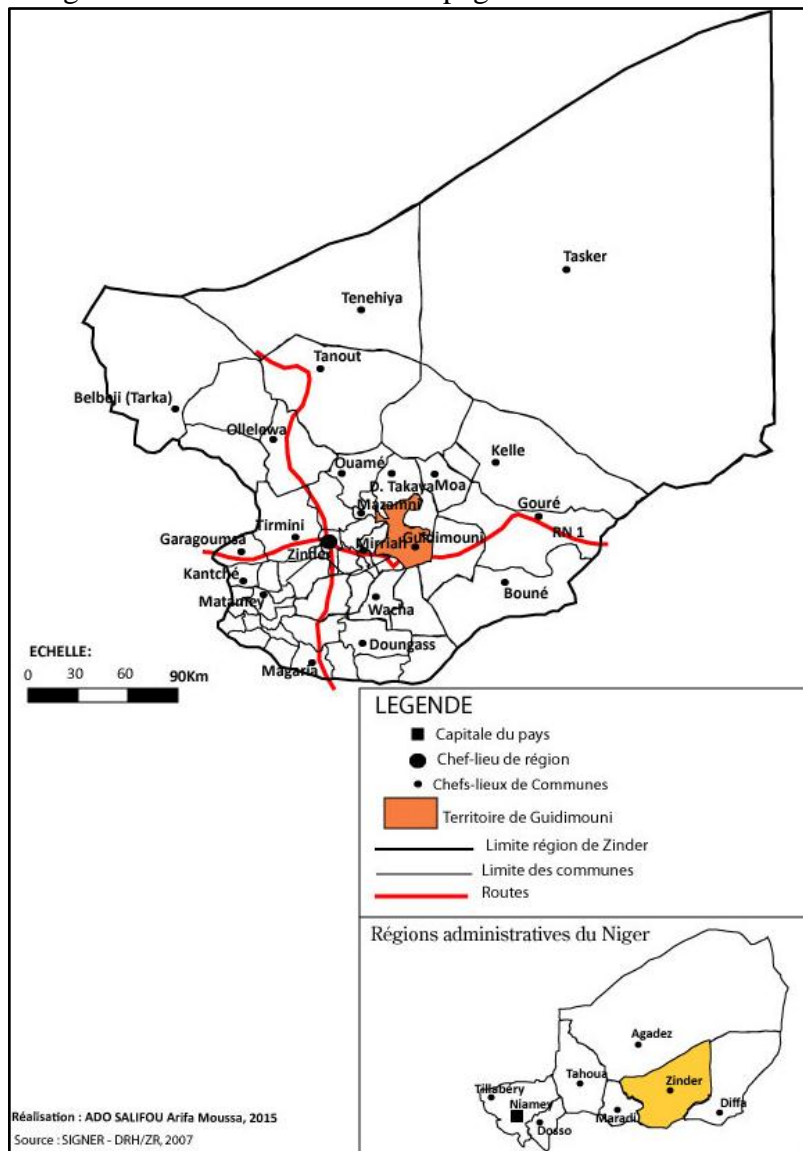 Tasker
Tenehiya
Tanout
Belbeji (Tarka)
Ollelewa
Kelle
Ouamé
D. Takaya
Moa
Mazamni
Gouré
Tirmini
Garagoumsa
Zinder
Mirriah
Guidimouni
RN 1
Kantché
Matamey
Wacha
Bouné
Doungass
Magaria
ECHELLE:
0 30 60 90Km
LEGENDE
Capitale du pays
Chef-lieu de région
Chefs-lieux de Communes
Territoire de Guidimouni
Limite région de Zinder
Limite des communes
Routes
Régions administratives du Niger
Agadez
Tahoua
Zinder
Tillabéry
Niamey
Maradi
Diffa
Dosso
Réalisation : ADO SALIFOU Arifa Moussa, 2015
Source : SIGNER - DRH/ZR, 2007